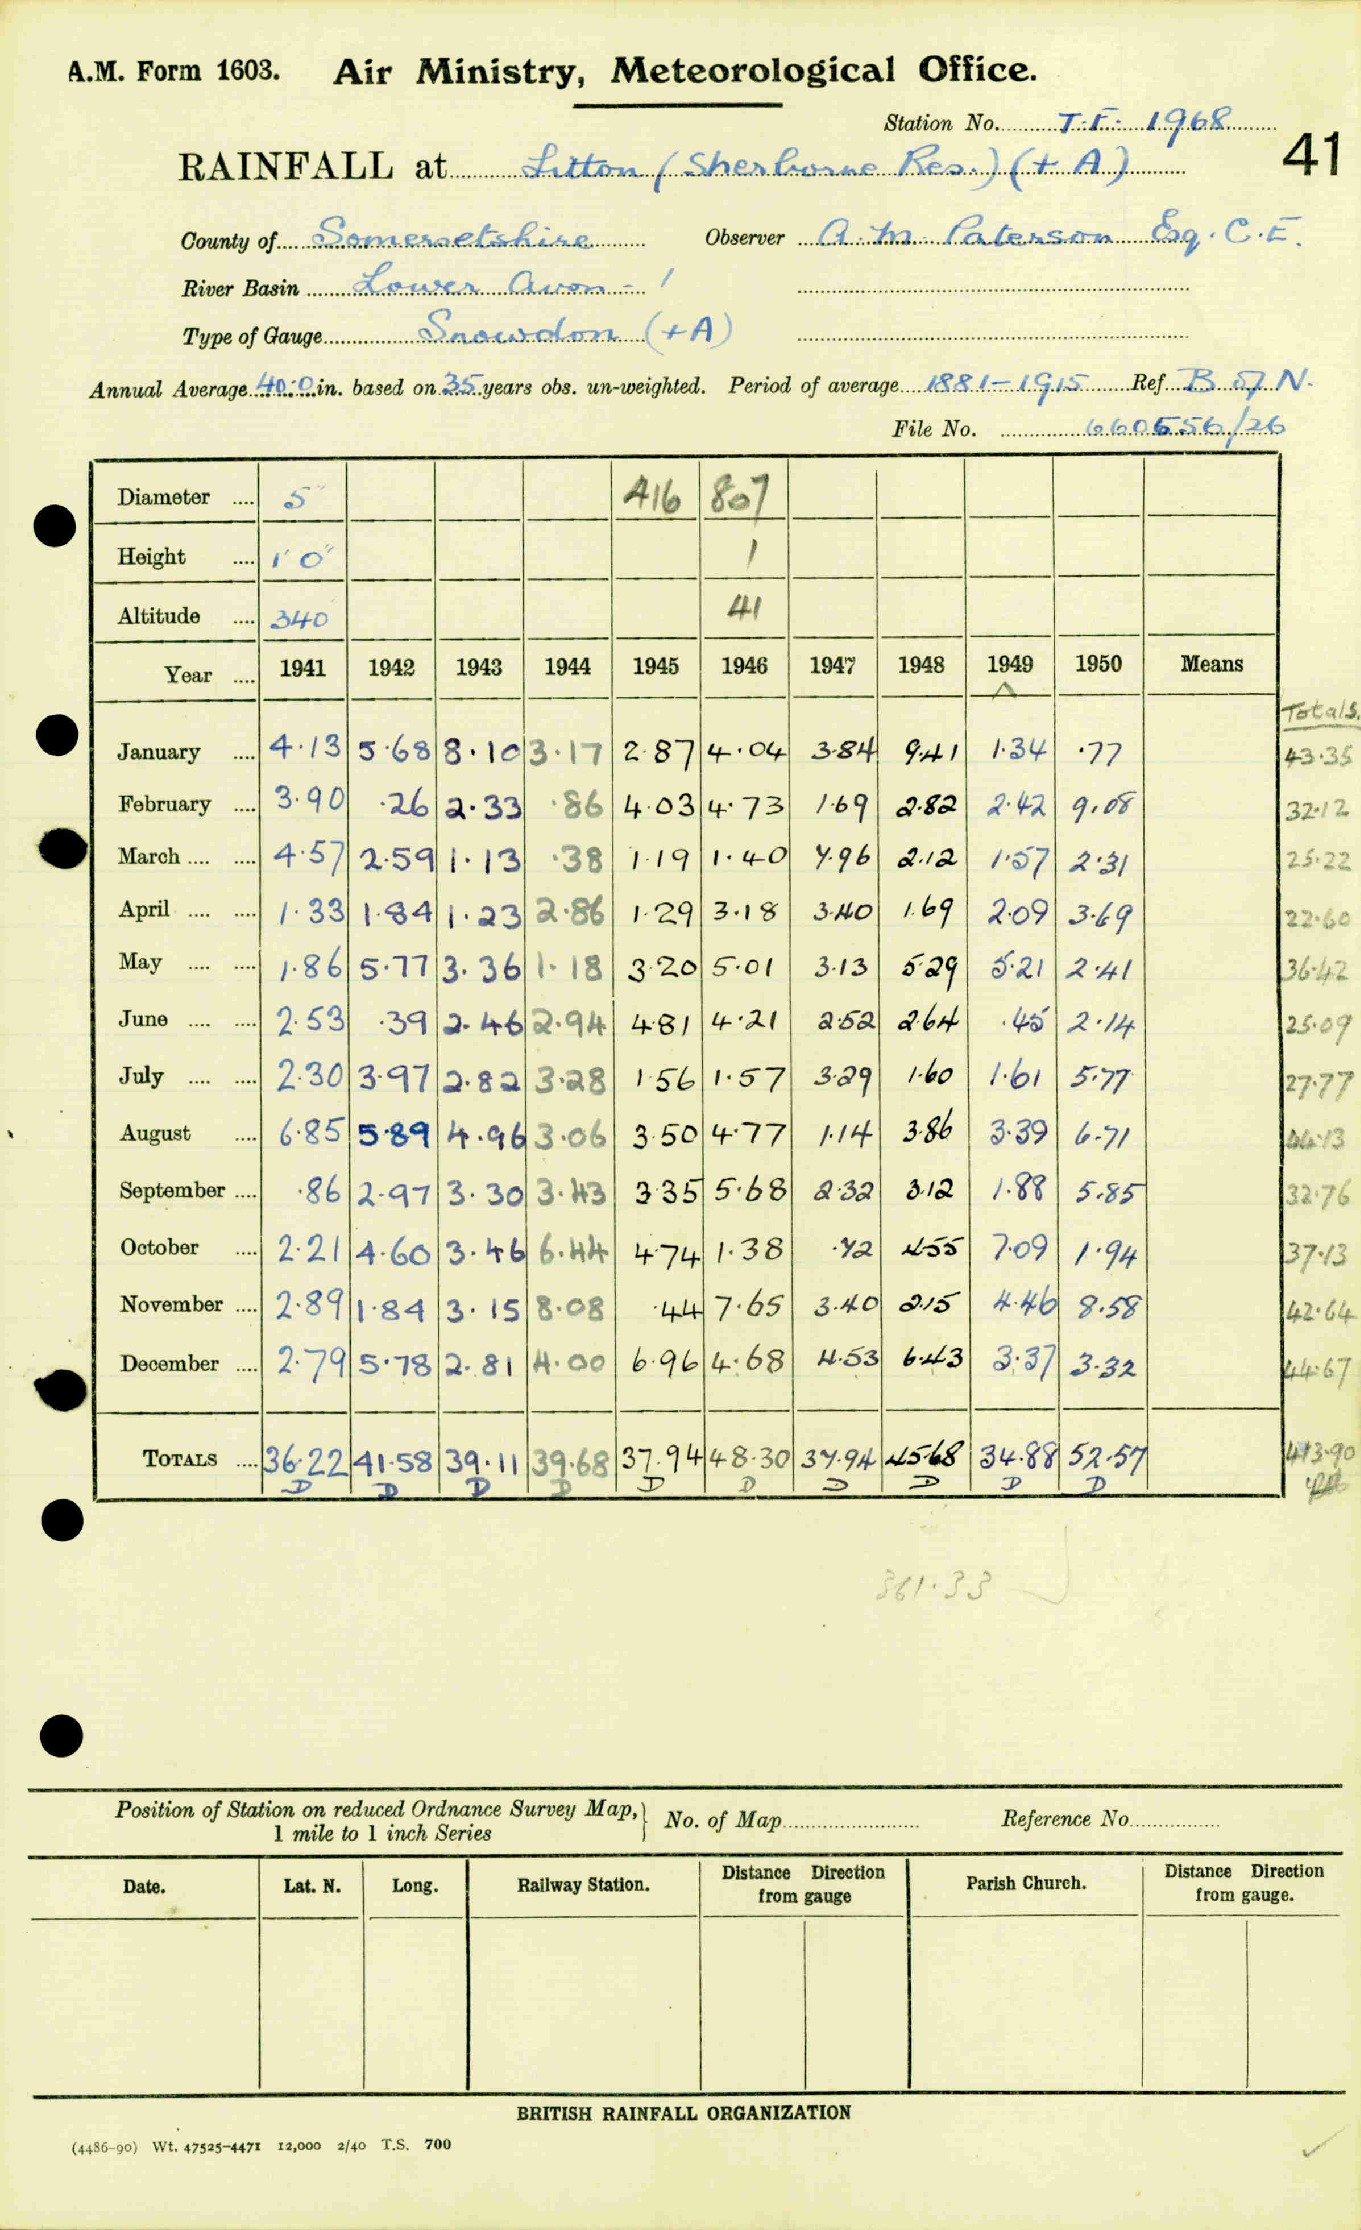 A.M. Form 1603. Air Ministry, Meteorological Office.
Station No. T.F. 1968
41
RAINFALL at Litton (Sherborne Res.) (+ A)
County of Somersetshire Observer A. M. Paterson Esq. C.E.
River Basin Lower Avon - 1
Type of Gauge Snowdon (+A)
Annual Average 40.0 in. based on 35 years obs. un-weighted. Period of average 1881-1915 Ref. B of N.
File No. 660556/26
Diameter .... 5" 416 807
Height .... 1' 0" 1
Altitude .... 340 41
Year .... 1941 1942 1943 1944 1945 1946 1947 1948 1949 1950 Means
Totals.
January .... 4.13 5.68 8.10 3.17 2.87 4.04 3.84 9.41 1.34 .77 43.35
February .... 3.90 .26 2.33 .86 4.03 4.73 1.69 2.82 2.42 9.08 32.12
March .... .... 4.57 2.59 1.13 .38 1.19 1.40 7.96 2.12 1.57 2.31 25.22
April .... .... 1.33 1.84 1.23 2.86 1.29 3.18 3.40 1.69 2.09 3.69 22.60
May .... .... 1.86 5.77 3.36 1.18 3.20 5.01 3.13 5.29 5.21 2.41 36.42
June .... .... 2.53 .39 2.46 2.94 4.81 4.21 2.52 2.64 .45 2.14 25.09
July .... .... 2.30 3.97 2.82 3.28 1.56 1.57 3.29 1.60 1.61 5.77 27.77
August .... 6.85 5.89 4.96 3.06 3.50 4.77 1.14 3.86 3.39 6.71 44.13
September .... .86 2.97 3.30 3.43 3.35 5.68 2.32 3.12 1.88 5.85 32.76
October .... 2.21 4.60 3.46 6.44 4.74 1.38 .72 4.55 7.09 1.94 37.13
November .... 2.89 1.84 3.15 8.08 .44 7.65 3.40 2.15 4.46 8.58 42.64
December .... 2.79 5.78 2.81 4.00 6.96 4.68 4.53 6.43 3.37 3.32 44.67
TOTALS .... 36.22 41.58 39.11 39.68 37.94 48.30 37.94 45.68 34.88 52.57 413.90
D D D D D D D D D D
361.33
Position of Station on reduced Ordnance Survey Map, No. of Map Reference No.
1 mile to 1 inch Series
Date. Lat. N. Long. Railway Station. Distance Direction from gauge Parish Church. Distance Direction from gauge.
BRITISH RAINFALL ORGANIZATION
(4486-90) Wt. 47525-4471 12,000 2/40 T.S. 700